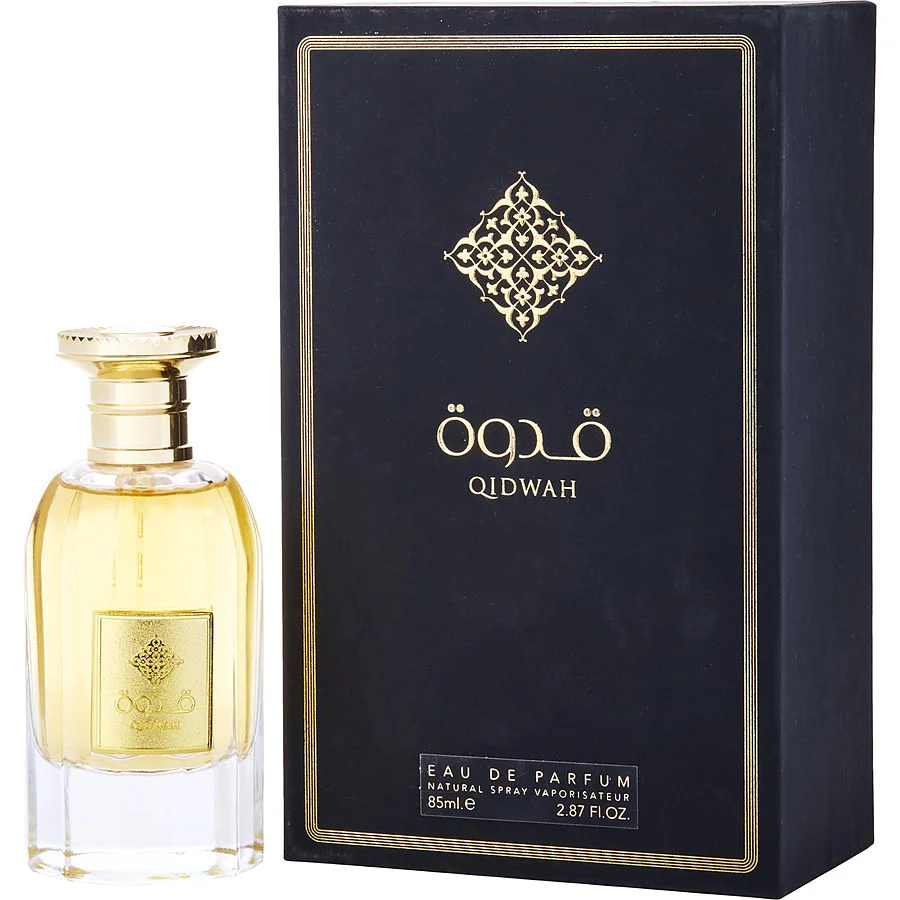 قدوة
QIDWAH
EAU DE PARFUM
NATURAL SPRAY VAPORISATEUR
85ml.e 2.87 Fl.OZ.
قدوة
QIDWAH